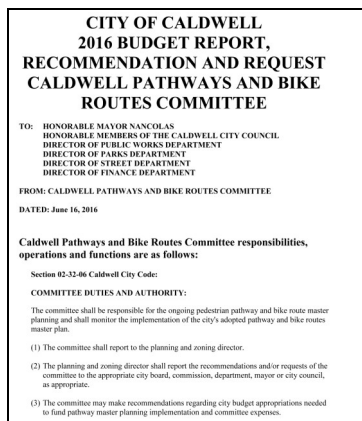 CITY OF CALDWELL
2016 BUDGET REPORT,
RECOMMENDATION AND REQUEST
CALDWELL PATHWAYS AND BIKE
ROUTES COMMITTEE
TO: HONORABLE MAYOR NANCOLAS
HONORABLE MEMBERS OF THE CALDWELL CITY COUNCIL
DIRECTOR OF PUBLIC WORKS DEPARTMENT
DIRECTOR OF PARKS DEPARTMENT
DIRECTOR OF STREET DEPARTMENT
DIRECTOR OF FINANCE DEPARTMENT
FROM: CALDWELL PATHWAYS AND BIKE ROUTES COMMITTEE
DATED: June 16, 2016
Caldwell Pathways and Bike Routes Committee responsibilities,
operations and functions are as follows:
Section 02-32-06 Caldwell City Code:
COMMITTEE DUTIES AND AUTHORITY:
The committee shall be responsible for the ongoing pedestrian pathway and bike route master
planning and shall monitor the implementation of the city's adopted pathway and bike routes
master plan.
(1) The committee shall report to the planning and zoning director.
(2) The planning and zoning director shall report the recommendations and/or requests of the
committee to the appropriate city board, commission, department, mayor or city council,
as appropriate.
(3) The committee may make recommendations regarding city budget appropriations needed
to fund pathway master planning implementation and committee expenses.